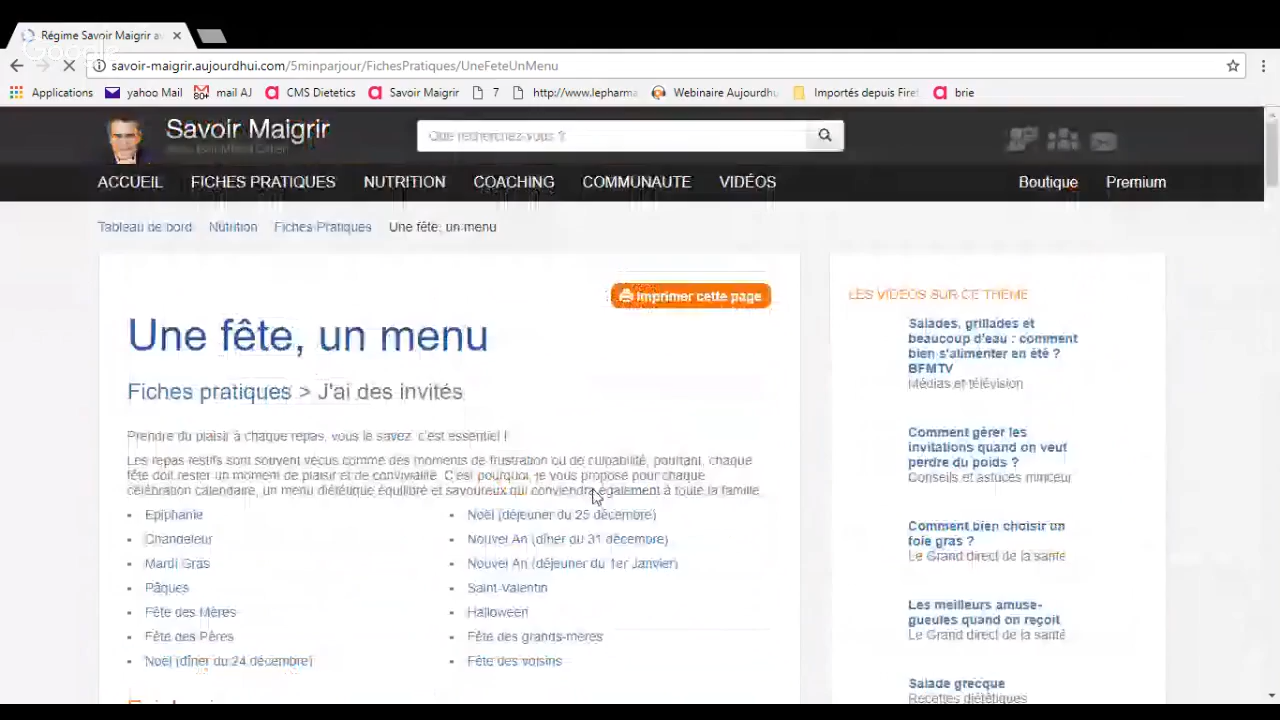 Régime Savoir Maigrir av
Google
savoir-maigrir.aujourdhui.com/5minparjour/FichesPratiques/UneFeteUnMenu
Applications yahoo Mail mail AJ CMS Dietetics Savoir Maigrir 7 http://www.lepharma Webinaire Aujourdhu Importés depuis Firef brie
Savoir Maigrir
Que recherchez-vous ?
ACCUEIL FICHES PRATIQUES NUTRITION COACHING COMMUNAUTE VIDÉOS Boutique Premium
Tableau de bord Nutrition Fiches Pratiques Une fête, un menu
Imprimer cette page
Une fête, un menu
Fiches pratiques > J'ai des invités
Prendre du plaisir à chaque repas, vous le savez, c'est essentiel !
Les repas festifs sont souvent vécus comme des moments de frustration ou de culpabilité, pourtant, chaque
fête doit rester un moment de plaisir et de convivialité. C'est pourquoi, je vous propose pour chaque
célébration calendaire, un menu diététique équilibré et savoureux qui conviendra également à toute la famille.
Epiphanie
Chandeleur
Mardi Gras
Pâques
Fête des Mères
Fête des Pères
Noël (dîner du 24 décembre)
Noël (déjeuner du 25 décembre)
Nouvel An (dîner du 31 décembre)
Nouvel An (déjeuner du 1er Janvier)
Saint-Valentin
Halloween
Fête des grands-mères
Fête des voisins
LES VIDÉOS SUR CE THÈME
Salades, grillades et
beaucoup d'eau : comment
bien s'alimenter en été ?
BFMTV
Médias et télévision
Comment gérer les
invitations quand on veut
perdre du poids ?
Conseils et astuces minceur
Comment bien choisir un
foie gras ?
Le Grand direct de la santé
Les meilleurs amuse-
gueules quand on reçoit
Le Grand direct de la santé
Salade grecque
Recettes diététiques